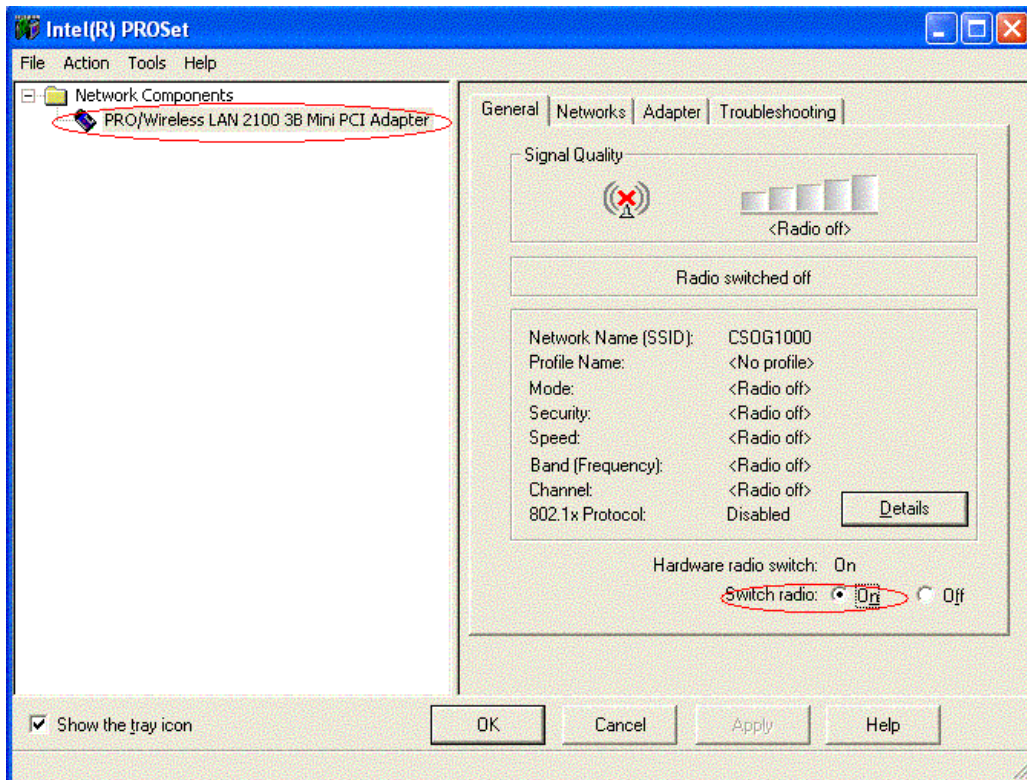 Intel(R) PROSet
File Action Tools Help
Network Components
PRO/Wireless LAN 2100 3B Mini PCI Adapter
General Networks Adapter Troubleshooting
Signal Quality
<Radio off>
Radio switched off
Network Name (SSID): CSOG1000
Profile Name: <No profile>
Mode: <Radio off>
Security: <Radio off>
Speed: <Radio off>
Band (Frequency): <Radio off>
Channel: <Radio off>
802.1x Protocol: Disabled
Details
Hardware radio switch: On
Switch radio: On Off
Show the tray icon OK Cancel Apply Help